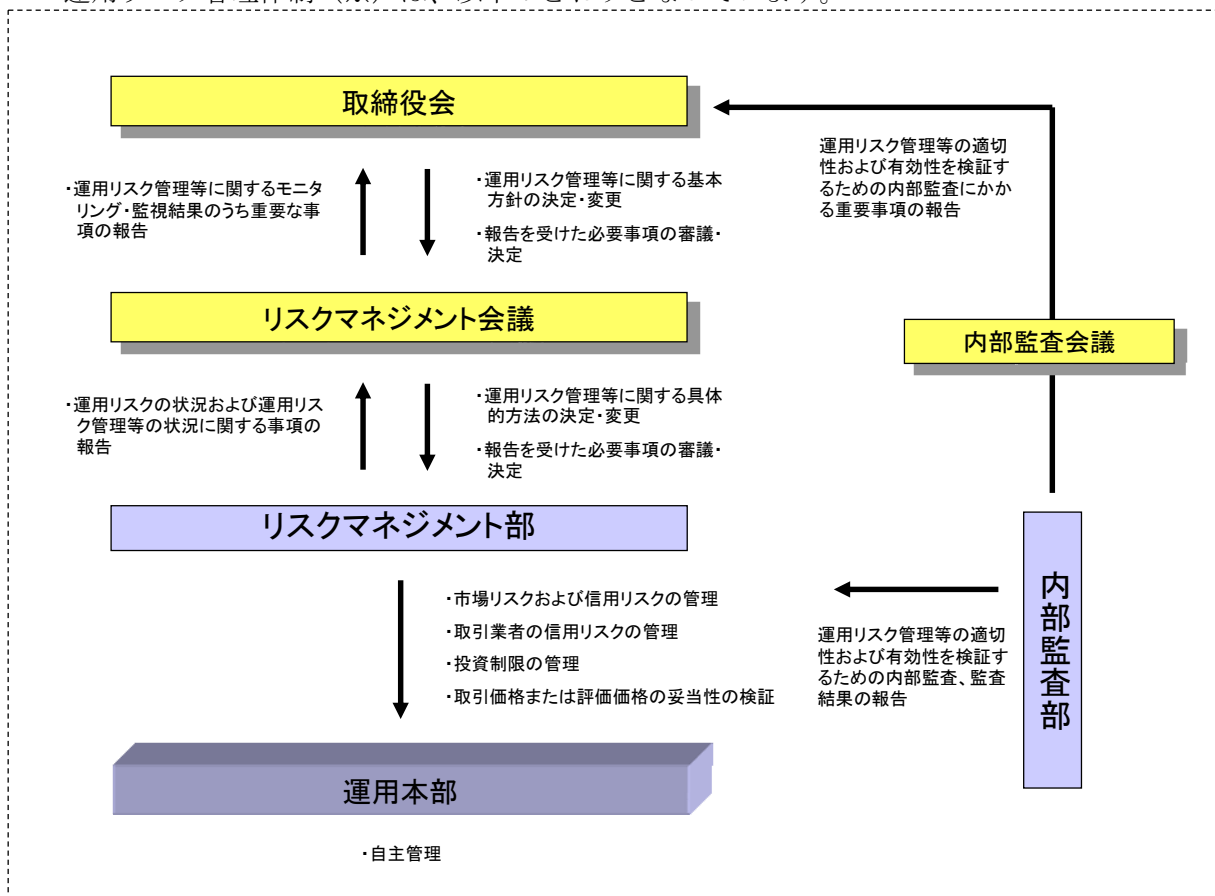 取締役会
・運用リスク管理等に関するモニ
タリング・監視結果のうち重要な事
項の報告
・運用リスク管理等に関する基本
方針の決定・変更
・報告を受けた必要事項の審議・
決定
運用リスク管理等の適切
性および有効性を検証す
るための内部監査にかか
る重要事項の報告
リスクマネジメント会議
内部監査会議
・運用リスクの状況および運用リス
ク管理等の状況に関する事項の
報告
・運用リスク管理等に関する具体
的方法の決定・変更
・報告を受けた必要事項の審議・
決定
リスクマネジメント部
・市場リスクおよび信用リスクの管理
・取引業者の信用リスクの管理
・投資制限の管理
・取引価格または評価価格の妥当性の検証
運用リスク管理等の適切
性および有効性を検証す
るための内部監査、監査
結果の報告
内部監査部
運用本部
・自主管理